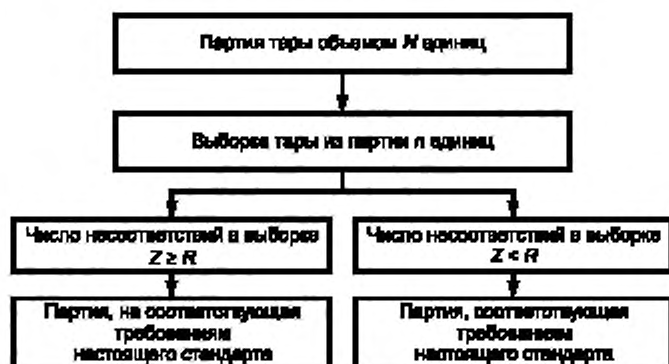 Партия тары объемом N единиц
Выборка тары из партии n единиц
Число несоответствий в выборке
Z ≥ R
Число несоответствий в выборке
Z < R
Партия, не соответствующая
требованиям
настоящего стандарта
Партия, соответствующая
требованиям
настоящего стандарта